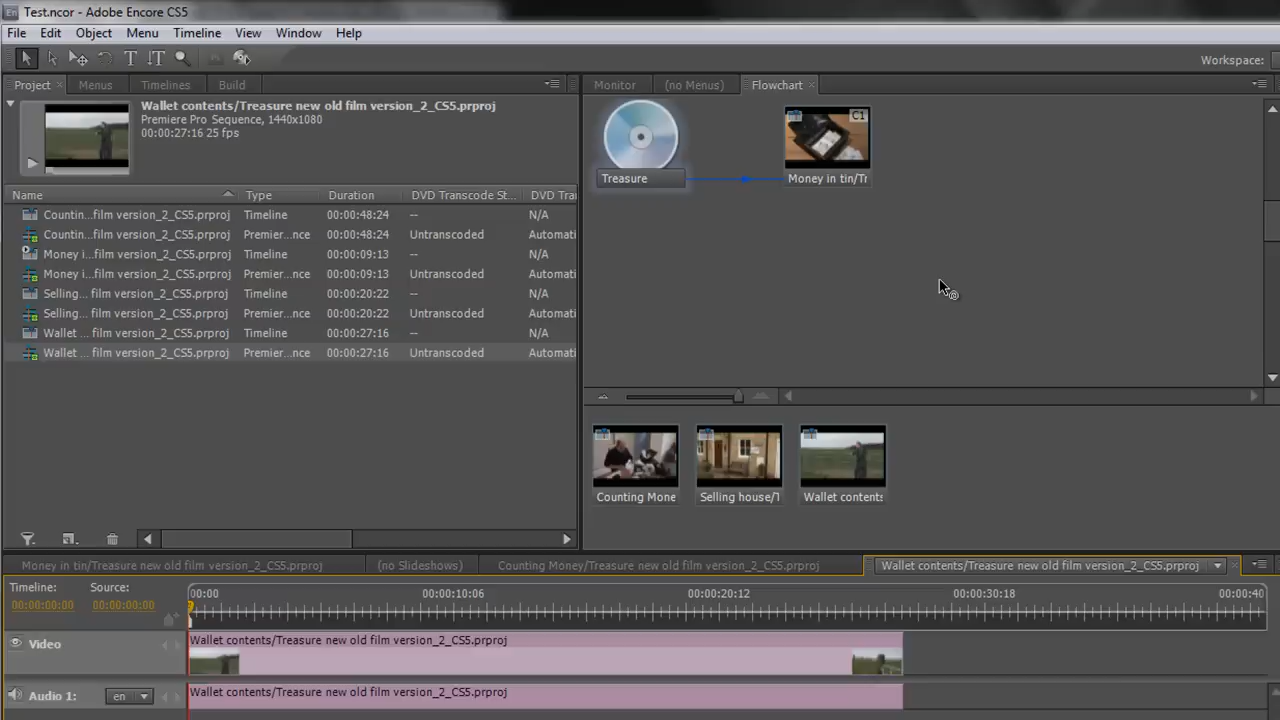 En Test.ncor - Adobe Encore CS5
File Edit Object Menu Timeline View Window Help
Workspace:
Project Menus Timelines Build
Wallet contents/Treasure new old film version_2_CS5.prproj
Premiere Pro Sequence, 1440x1080
00:00:27:16 25 fps
Name Type Duration DVD Transcode St... DVD Tra
Countin...film version_2_CS5.prproj Timeline 00:00:48:24 -- N/A
Countin...film version_2_CS5.prproj Premier...nce 00:00:48:24 Untranscoded Automati
Money i...film version_2_CS5.prproj Timeline 00:00:09:13 -- N/A
Money i...film version_2_CS5.prproj Premier...nce 00:00:09:13 Untranscoded Automati
Selling... film version_2_CS5.prproj Timeline 00:00:20:22 -- N/A
Selling... film version_2_CS5.prproj Premier...nce 00:00:20:22 Untranscoded Automati
Wallet ... film version_2_CS5.prproj Timeline 00:00:27:16 -- N/A
Wallet ... film version_2_CS5.prproj Premier...nce 00:00:27:16 Untranscoded Automati
Monitor (no Menus) Flowchart
C1
Treasure Money in tin/Tr
Counting Mone Selling house/T Wallet contents
Money in tin/Treasure new old film version_2_CS5.prproj (no Slideshows) Counting Money/Treasure new old film version_2_CS5.prproj Wallet contents/Treasure new old film version_2_CS5.prproj
Timeline: Source:
00:00:00:00 00:00:00:00
00:00 00:00:10:06 00:00:20:12 00:00:30:18 00:00:40
Video Wallet contents/Treasure new old film version_2_CS5.prproj
Audio 1: en Wallet contents/Treasure new old film version_2_CS5.prproj